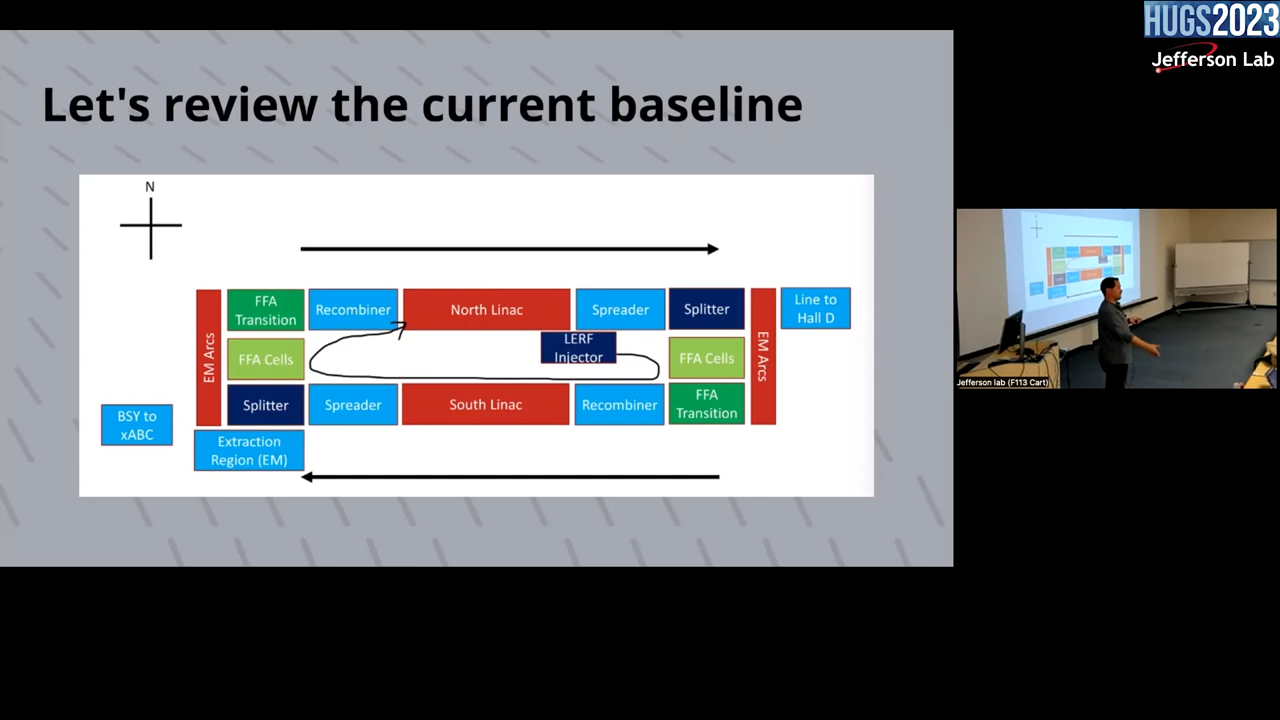 HUGS2023
Jefferson Lab
Let's review the current baseline
N
FFA
Transition
Recombiner
North Linac
Spreader
Splitter
Line to
Hall D
EM Arcs
FFA Cells
LERF
Injector
FFA Cells
EM Arcs
Splitter
Spreader
South Linac
Recombiner
FFA
Transition
BSY to
xABC
Extraction
Region (EM)
Jefferson lab (F113 Cart)